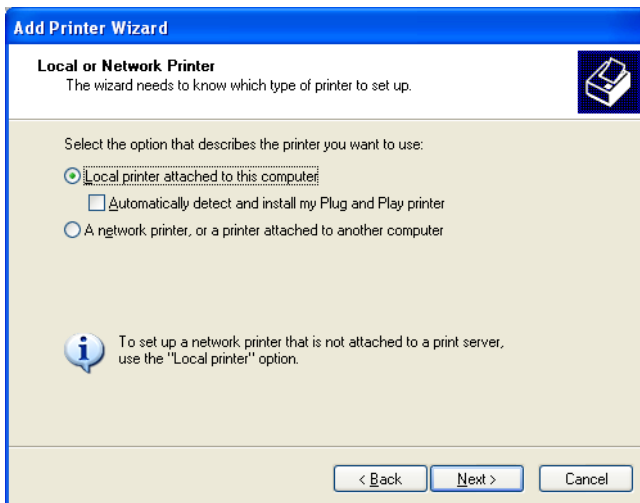 Add Printer Wizard
Local or Network Printer
The wizard needs to know which type of printer to set up.
Select the option that describes the printer you want to use:
Local printer attached to this computer
Automatically detect and install my Plug and Play printer
A network printer, or a printer attached to another computer
To set up a network printer that is not attached to a print server,
use the "Local printer" option.
< Back Next > Cancel